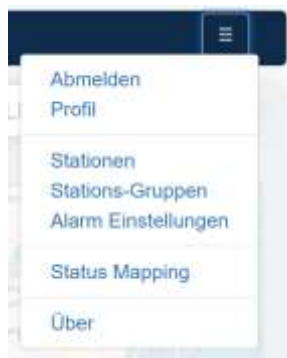 Abmelden
Profil
Stationen
Stations-Gruppen
Alarm Einstellungen
Status Mapping
Über